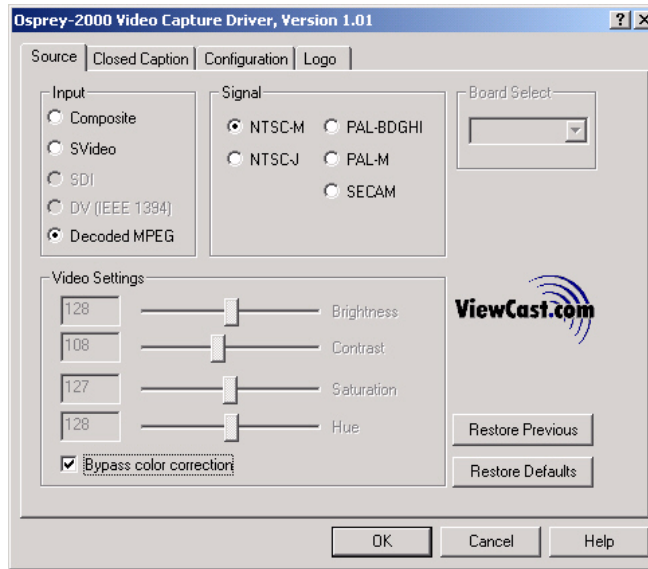 Osprey-2000 Video Capture Driver, Version 1.01
Source
Closed Caption
Configuration
Logo
Input
Composite
SVideo
SDI
DV (IEEE 1394)
Decoded MPEG
Signal
NTSC-M
PAL-BDGHI
NTSC-J
PAL-M
SECAM
Board Select
Video Settings
128
Brightness
108
Contrast
127
Saturation
128
Hue
Bypass color correction
ViewCast.com
Restore Previous
Restore Defaults
OK
Cancel
Help